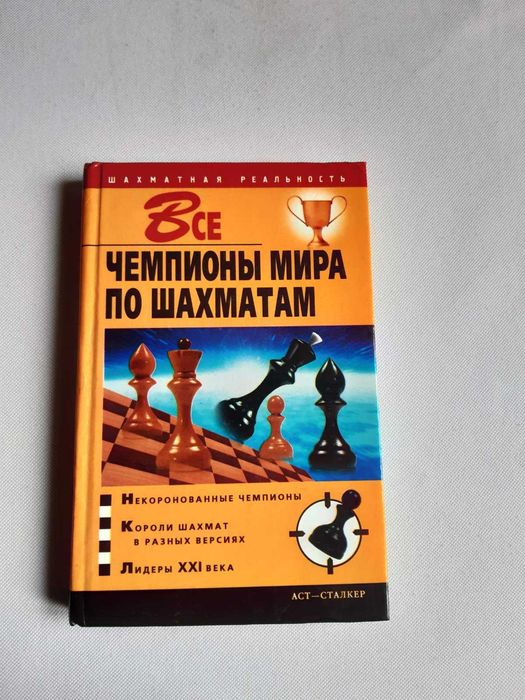 ШАХМАТНАЯ РЕАЛЬНОСТЬ
ВСЕ
ЧЕМПИОНЫ МИРА
ПО ШАХМАТАМ
НЕКОРОНОВАННЫЕ ЧЕМПИОНЫ
КОРОЛИ ШАХМАТ
В РАЗНЫХ ВЕРСИЯХ
ЛИДЕРЫ XXI ВЕКА
АСТ—СТАЛКЕР